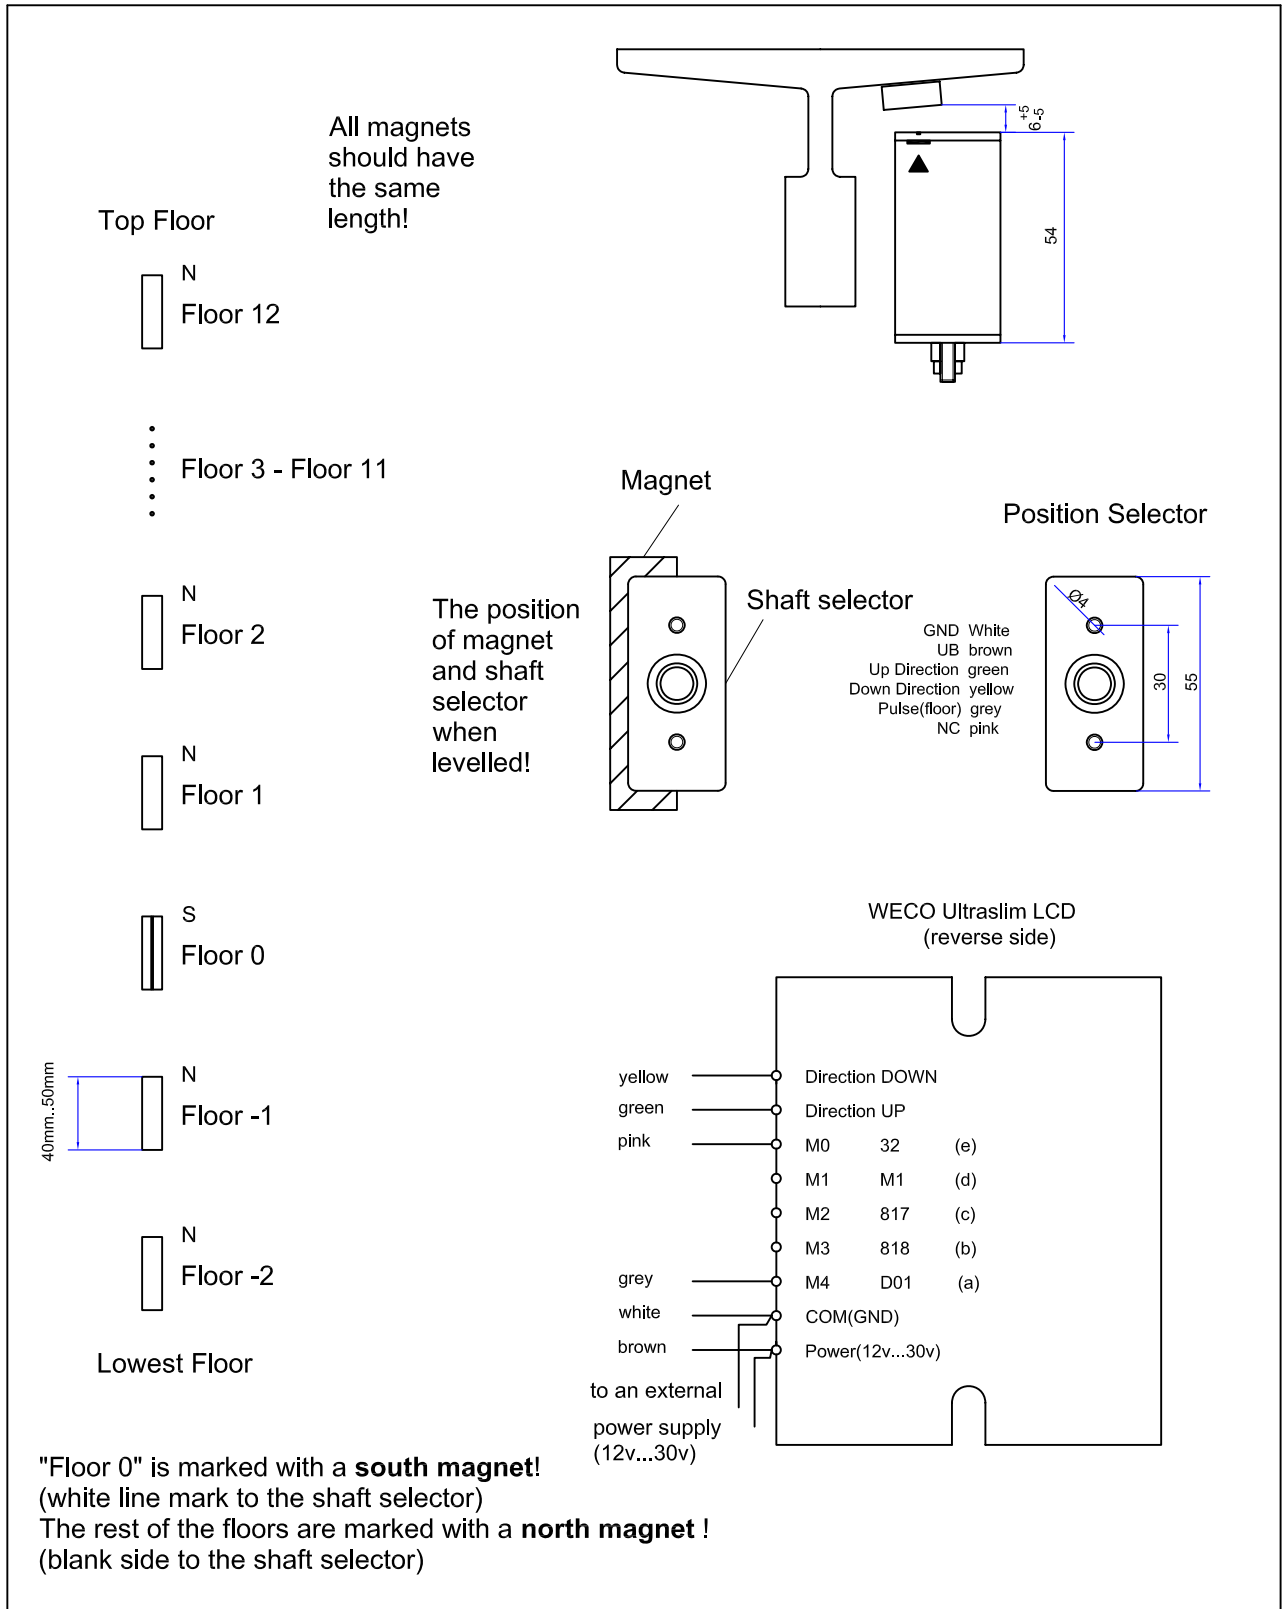 All magnets
should have
the same
length!
Top Floor
N
Floor 12
Floor 3 - Floor 11
N
Floor 2
N
Floor 1
S
Floor 0
40mm..50mm
N
Floor -1
N
Floor -2
Lowest Floor
+5
6-5
54
Magnet
The position
of magnet
and shaft
selector
when
levelled!
Shaft selector
Position Selector
GND White
UB brown
Up Direction green
Down Direction yellow
Pulse(floor) grey
NC pink
Ø4
30
55
WECO Ultraslim LCD
(reverse side)
yellow Direction DOWN
green Direction UP
pink M0 32 (e)
M1 M1 (d)
M2 817 (c)
M3 818 (b)
grey M4 D01 (a)
white COM(GND)
brown Power(12v...30v)
to an external
power supply
(12v...30v)
"Floor 0" is marked with a south magnet!
(white line mark to the shaft selector)
The rest of the floors are marked with a north magnet !
(blank side to the shaft selector)